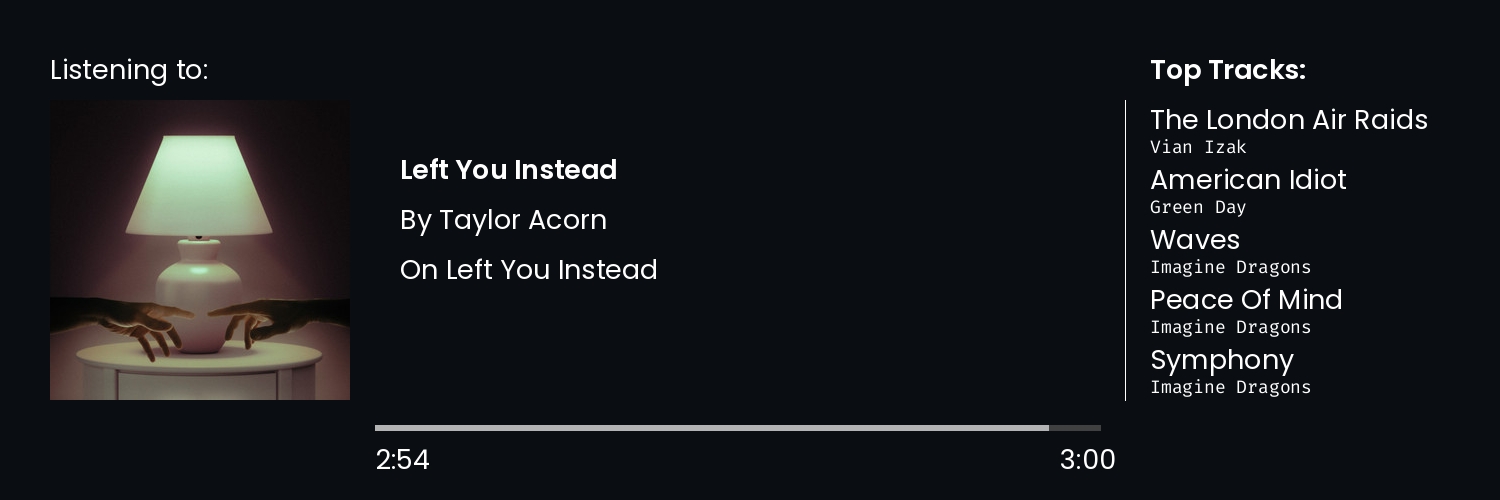 Listening to:
Left You Instead
By Taylor Acorn
On Left You Instead
2:54
3:00
Top Tracks:
The London Air Raids
Vian Izak
American Idiot
Green Day
Waves
Imagine Dragons
Peace Of Mind
Imagine Dragons
Symphony
Imagine Dragons